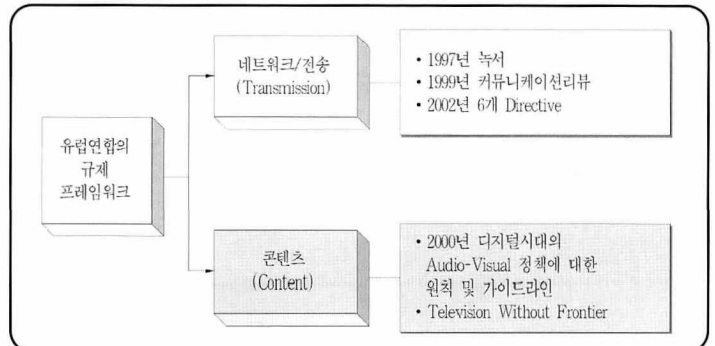 유럽연합의
규제
프레임워크
네트워크/전송
(Transmission)
• 1997년 녹서
• 1999년 커뮤니케이션리뷰
• 2002년 6개 Directive
콘텐츠
(Content)
• 2000년 디지털시대의
Audio-Visual 정책에 대한
원칙 및 가이드라인
• Television Without Frontier